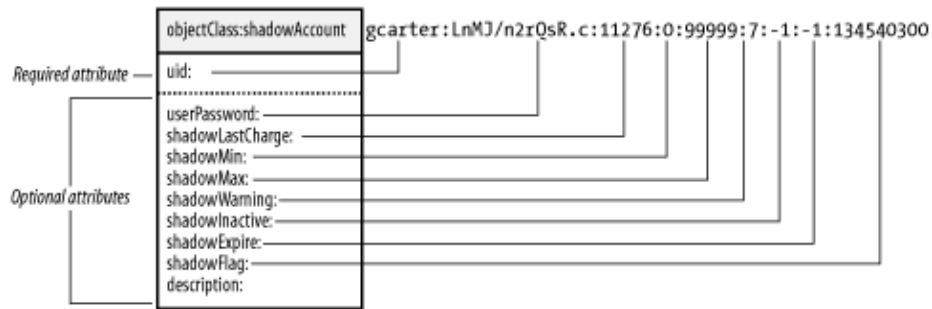 objectClass:shadowAccount gcarter:LnMJ/n2rQsR.c:11276:0:99999:7:-1:-1:134540300
Required attribute
uid:
userPassword:
shadowLastCharge:
shadowMin:
shadowMax:
Optional attributes
shadowWarning:
shadowInactive:
shadowExpire:
shadowFlag:
description: